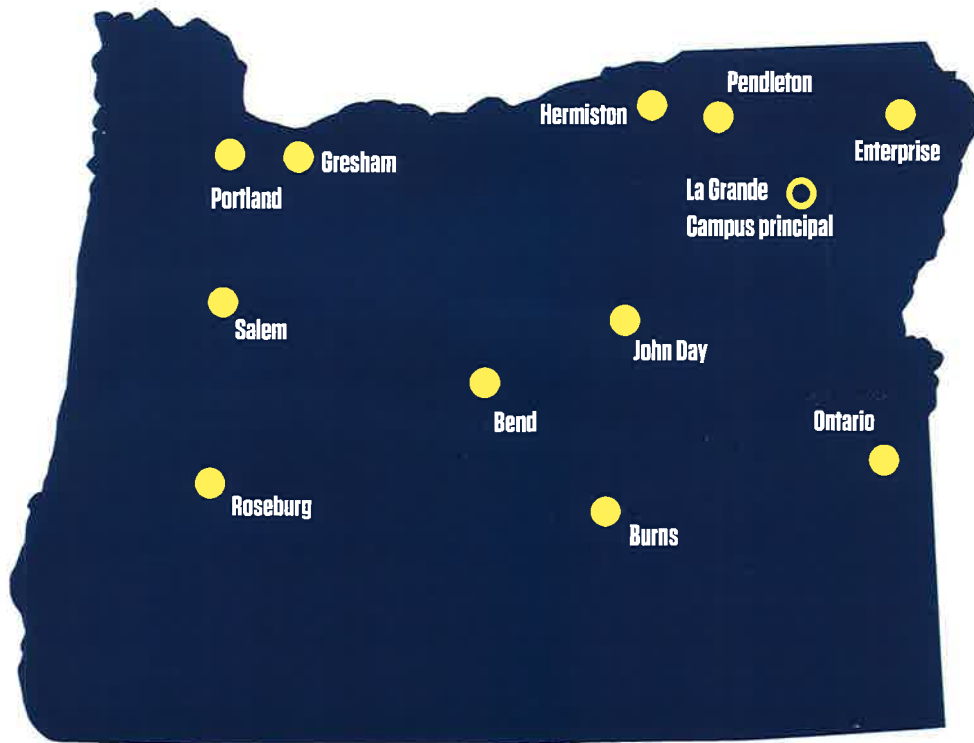 Pendleton
Hermiston
Enterprise
Gresham
Portland
La Grande
Campus principal
Salem
John Day
Bend
Ontario
Roseburg
Burns